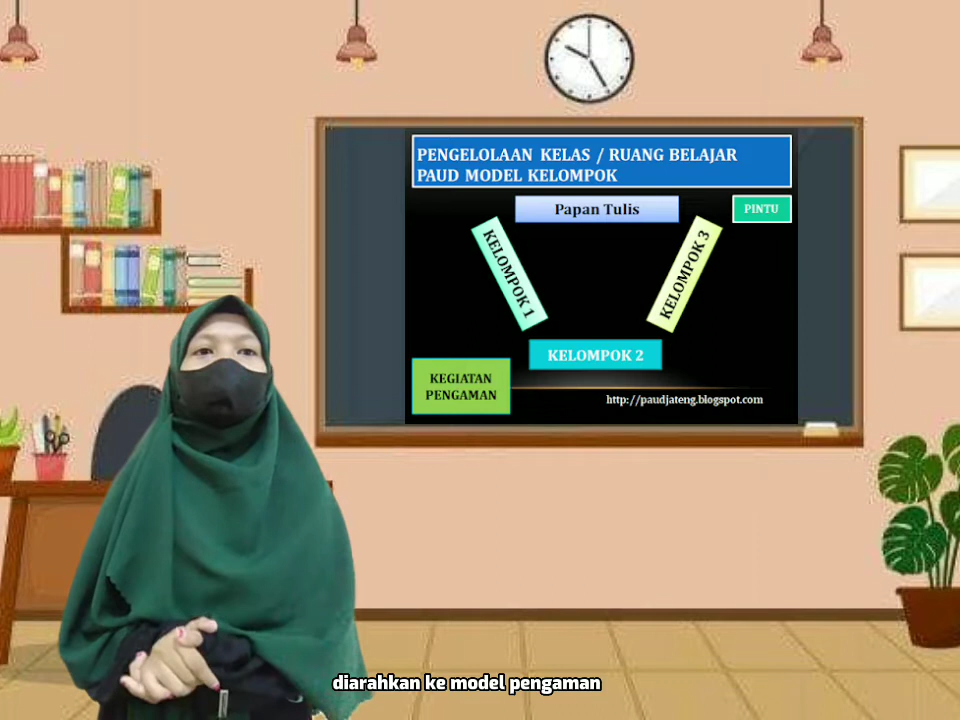 PENGELOLAAN KELAS / RUANG BELAJAR
PAUD MODEL KELOMPOK
Papan Tulis
PINTU
KELOMPOK 1
KELOMPOK 3
KELOMPOK 2
KEGIATAN
PENGAMAN
http://paudjateng.blogspot.com
diarahkan ke model pengaman